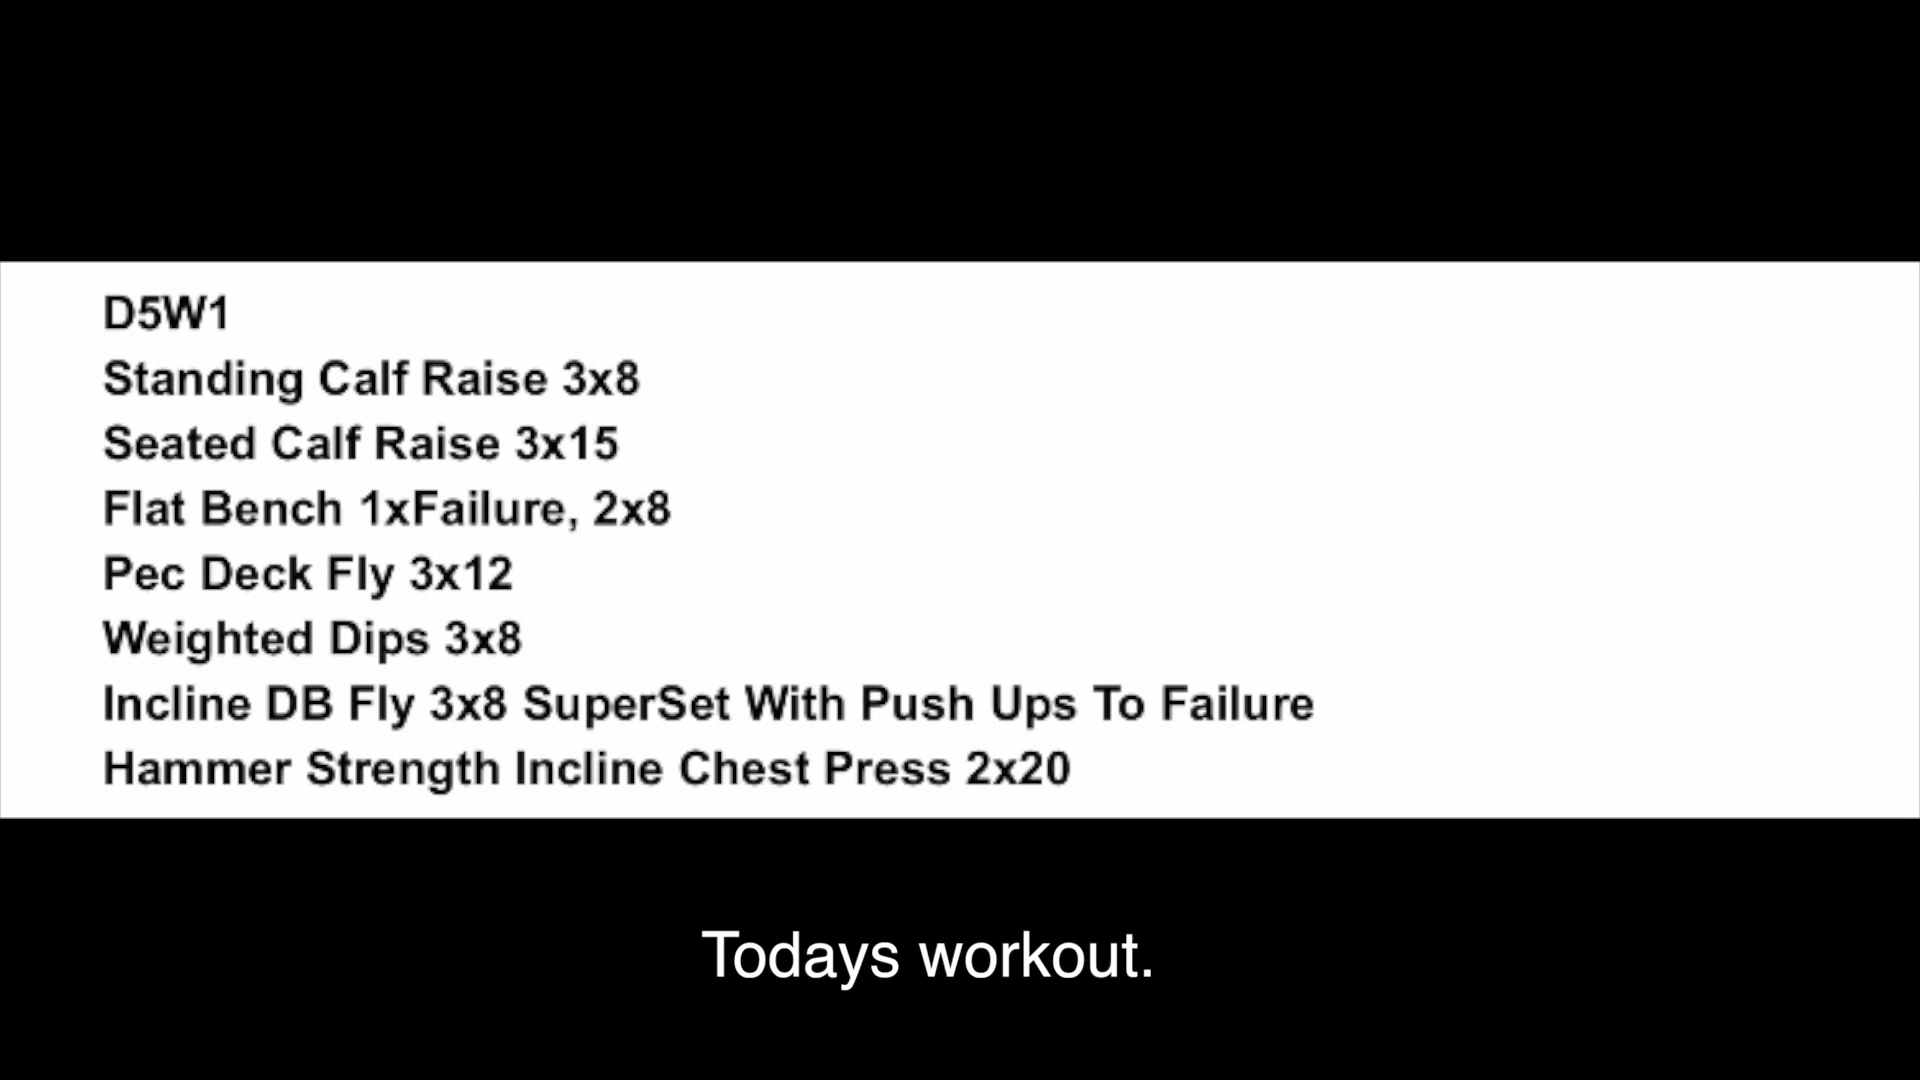 D5W1
Standing Calf Raise 3x8
Seated Calf Raise 3x15
Flat Bench 1xFailure, 2x8
Pec Deck Fly 3x12
Weighted Dips 3x8
Incline DB Fly 3x8 SuperSet With Push Ups To Failure
Hammer Strength Incline Chest Press 2x20
Todays workout.